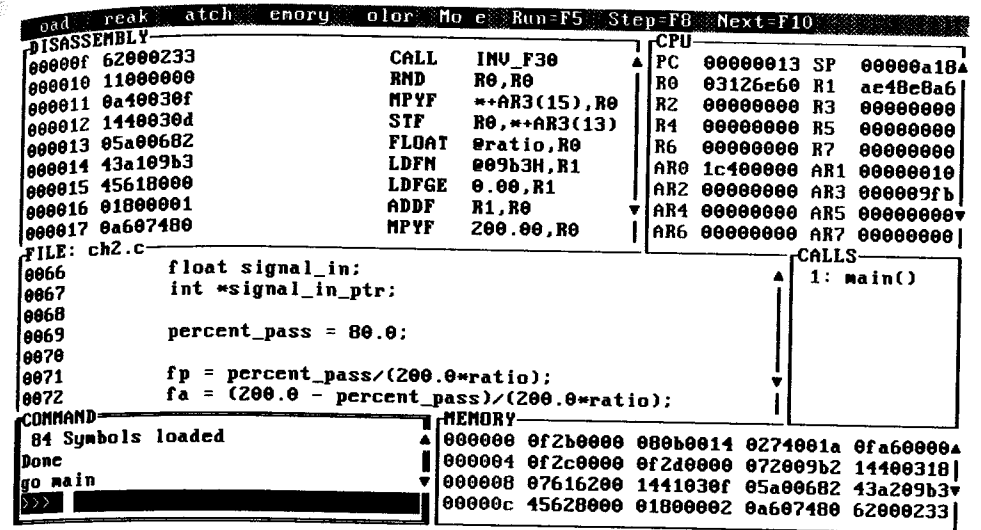 oad reak atch emory olor Mo e Run=F5 Step=F8 Next=F10
DISASSEMBLY
00000f 62000233 CALL INV_F30
000010 11000000 RND R0,R0
000011 0a40030f MPYF *+AR3(15),R0
000012 1440030d STF R0,*+AR3(13)
000013 05a00682 FLOAT @ratio,R0
000014 43a109b3 LDFN @09b3H,R1
000015 45618000 LDFGE 0.00,R1
000016 01800001 ADDF R1,R0
000017 0a607480 MPYF 200.00,R0
CPU
PC 00000013 SP 00000a18
R0 03126e60 R1 ae48e8a6
R2 00000000 R3 00000000
R4 00000000 R5 00000000
R6 00000000 R7 00000000
AR0 1c400000 AR1 00000010
AR2 00000000 AR3 000009fb
AR4 00000000 AR5 00000000
AR6 00000000 AR7 00000000
FILE: ch2.c
0066 float signal_in;
0067 int *signal_in_ptr;
0068
0069 percent_pass = 80.0;
0070
0071 fp = percent_pass/(200.0*ratio);
0072 fa = (200.0 - percent_pass)/(200.0*ratio);
CALLS
1: main()
COMMAND
84 Symbols loaded
Done
go main
>>>
MEMORY
000000 0f2b0000 080b0014 0274001a 0fa60000
000004 0f2c0000 0f2d0000 072009b2 14400318
000008 07616200 1441030f 05a00682 43a209b3
00000c 45628000 01800002 0a607480 62000233